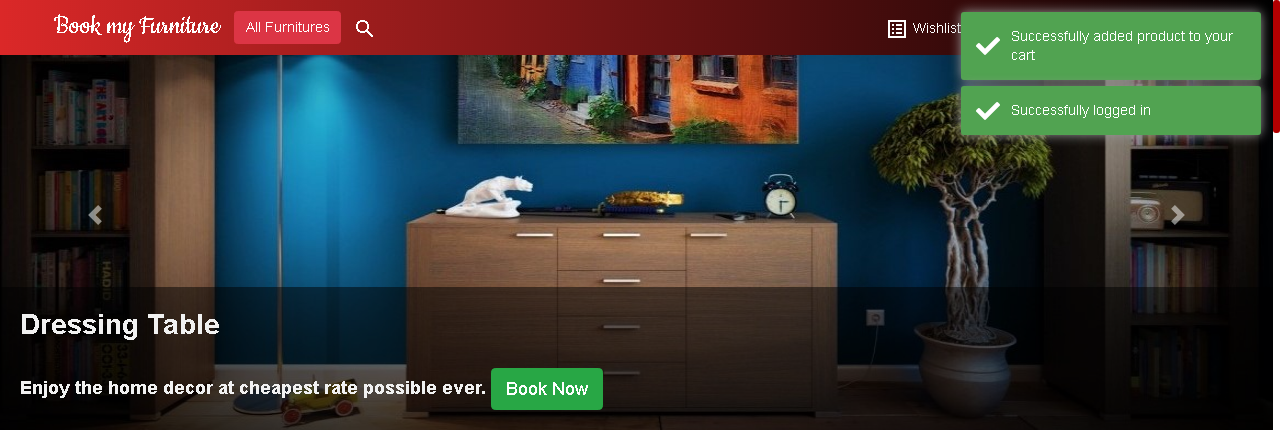 Book my Furniture
All Furnitures
Wishlist
Successfully added product to your
cart
Successfully logged in
Dressing Table
Enjoy the home decor at cheapest rate possible ever.
Book Now